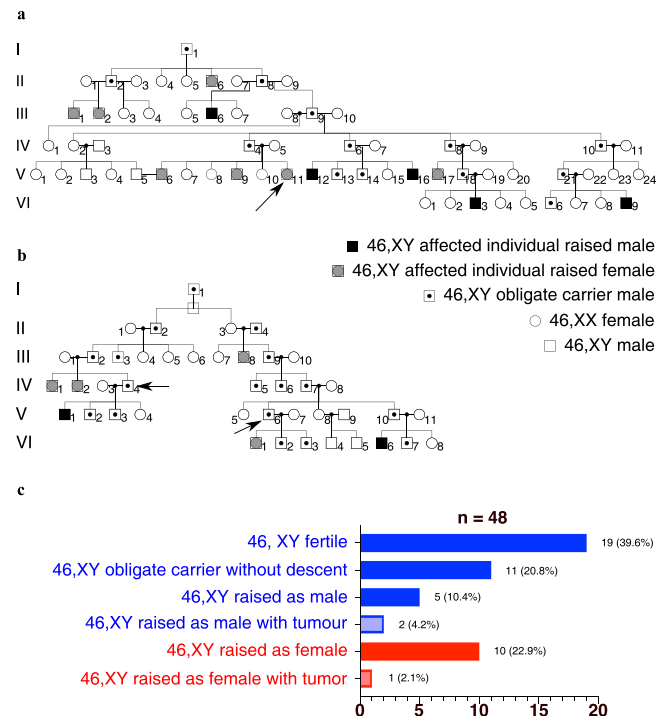 a
I
1
II
1 2 3 4 5 6 7 8 9
III
1 2 3 4 5 6 7 8 9 10
IV
1 2 3 4 5 6 7 8 9 10 11
V
1 2 3 4 5 6 7 8 9 10 11 12 13 14 15 16 17 18 19 20 21 22 23 24
VI
1 2 3 4 5 6 7 8 9
46,XY affected individual raised male
46,XY affected individual raised female
46,XY obligate carrier male
46,XX female
46,XY male
b
I
1
II
1 2 3 4
III
1 2 3 4 5 6 7 8 9 10
IV
1 2 3 4 5 6 7 8
V
1 2 3 4 5 6 7 8 9 10 11
VI
1 2 3 4 5 6 7 8
c
n = 48
46, XY fertile 19 (39.6%)
46,XY obligate carrier without descent 11 (20.8%)
46,XY raised as male 5 (10.4%)
46,XY raised as male with tumour 2 (4.2%)
46,XY raised as female 10 (22.9%)
46,XY raised as female with tumor 1 (2.1%)
0 10 20